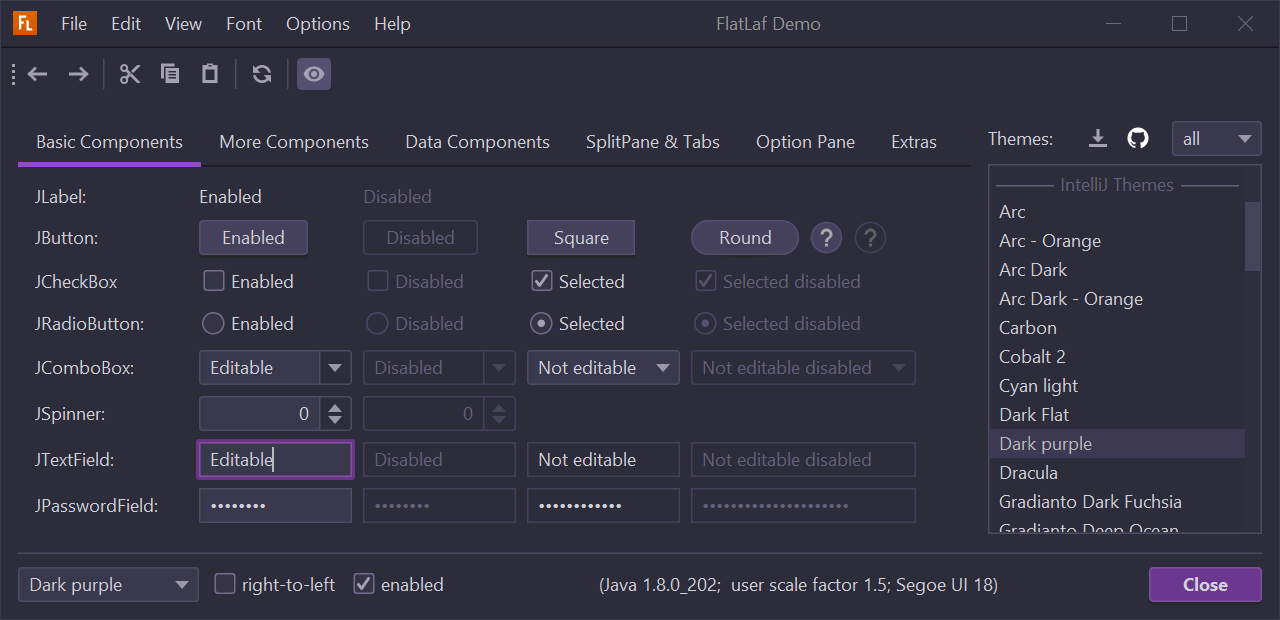 FL File Edit View Font Options Help FlatLaf Demo
Basic Components More Components Data Components SplitPane & Tabs Option Pane Extras
Themes: all
JLabel: Enabled Disabled
JButton: Enabled Disabled Square Round ? ?
JCheckBox Enabled Disabled Selected Selected disabled
JRadioButton: Enabled Disabled Selected Selected disabled
JComboBox: Editable Disabled Not editable Not editable disabled
JSpinner: 0 0
JTextField: Editable Disabled Not editable Not editable disabled
JPasswordField: •••••••• •••••••• •••••••••••• •••••••••••••••••••••
IntelliJ Themes
Arc
Arc - Orange
Arc Dark
Arc Dark - Orange
Carbon
Cobalt 2
Cyan light
Dark Flat
Dark purple
Dracula
Gradianto Dark Fuchsia
Gradianto Deep Ocean
Dark purple right-to-left enabled (Java 1.8.0_202; user scale factor 1.5; Segoe UI 18) Close